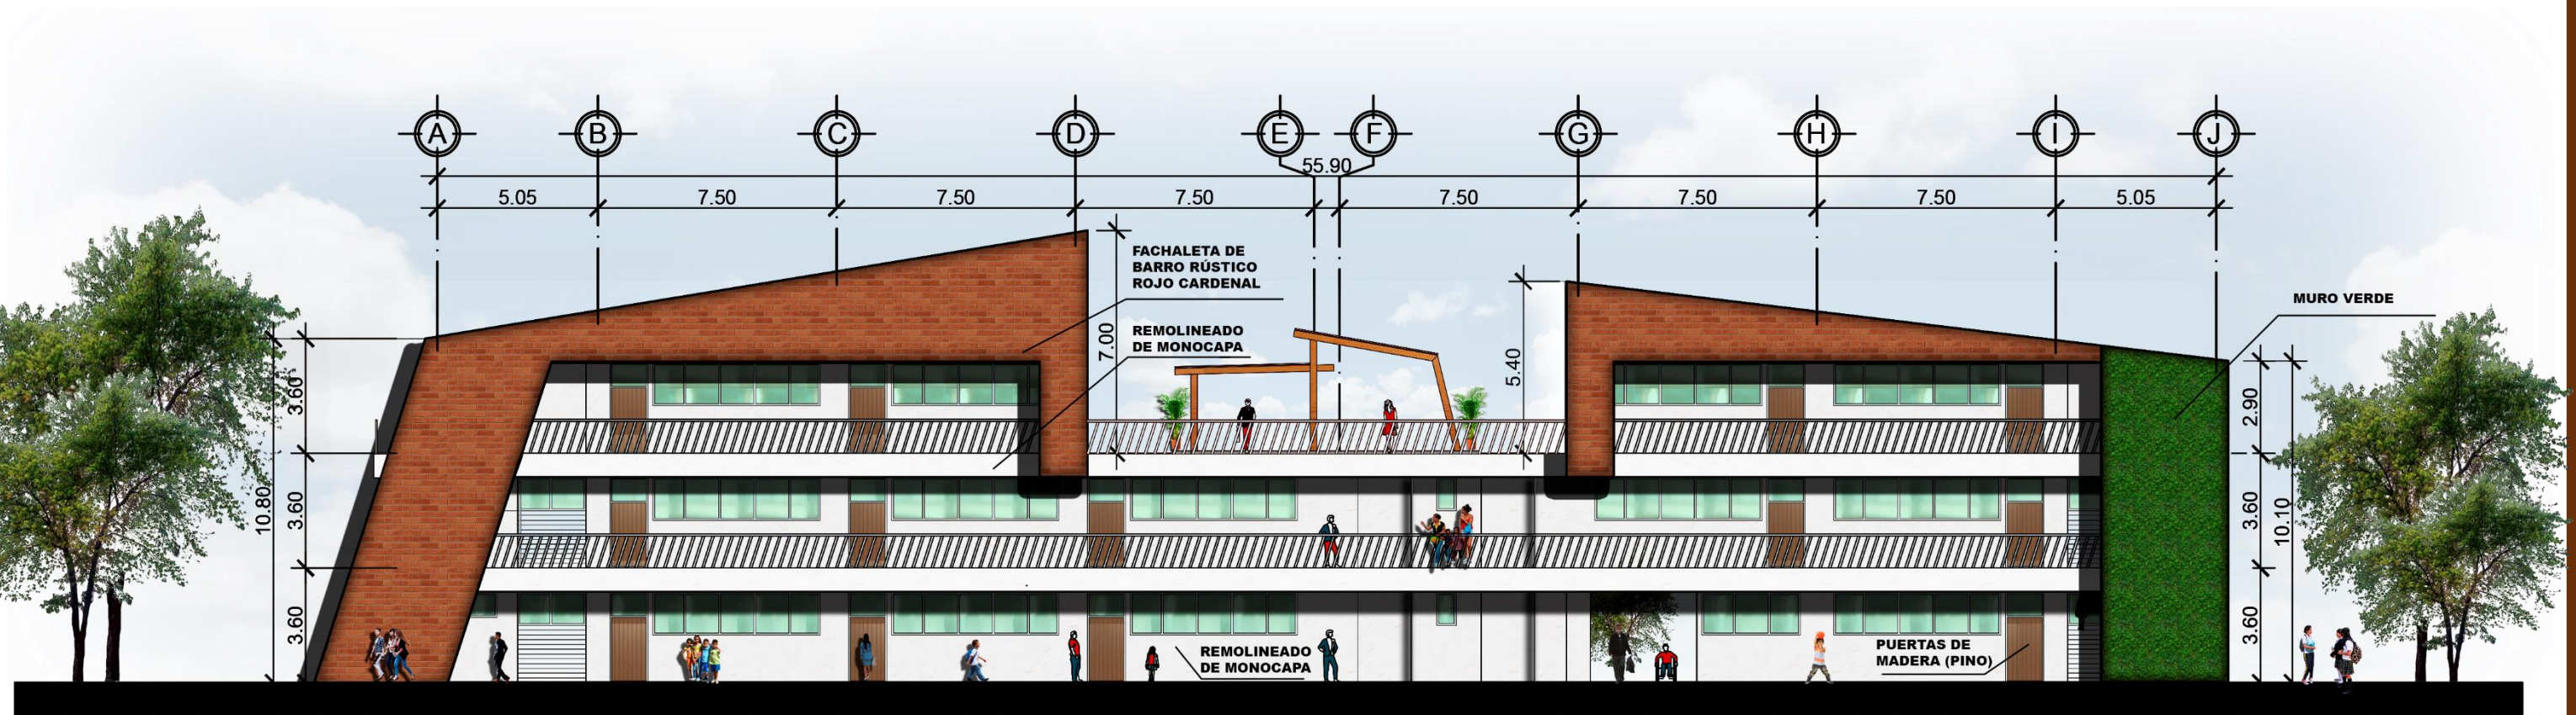 A
B
C
D
E
F
G
H
I
J
55.90
5.05
7.50
7.50
7.50
7.50
7.50
7.50
5.05
FACHALETA DE
BARRO RÚSTICO
ROJO CARDENAL
REMOLINEADO
DE MONOCAPA
7.00
5.40
MURO VERDE
3.60
3.60
3.60
10.80
2.90
3.60
3.60
10.10
REMOLINEADO
DE MONOCAPA
PUERTAS DE
MADERA (PINO)